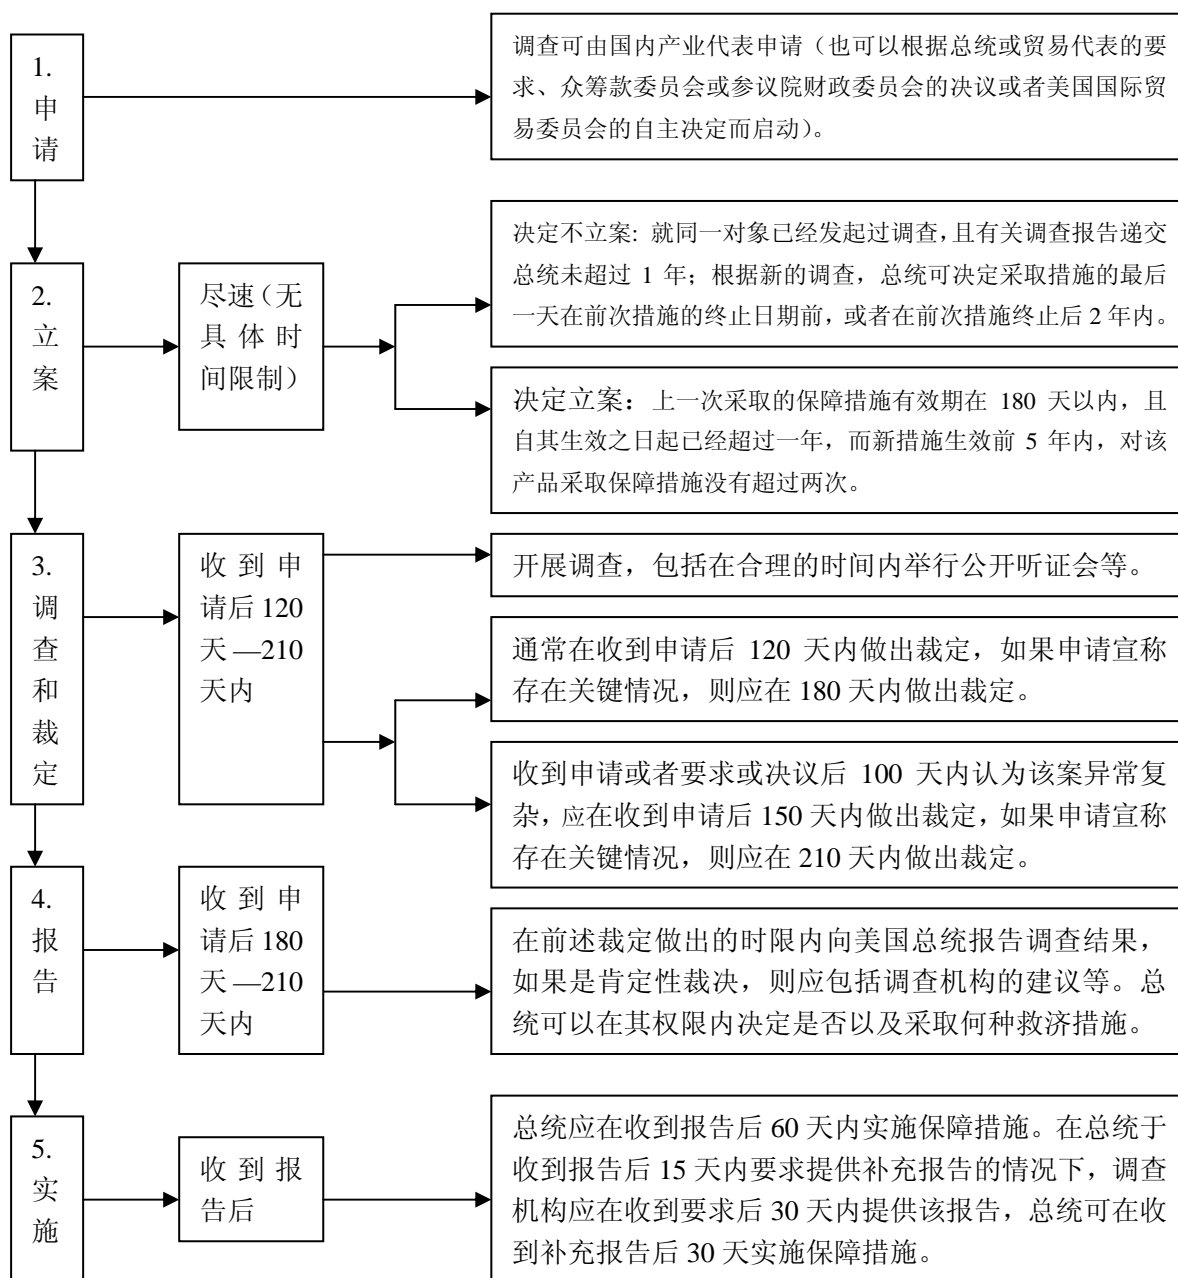 1.
申
请
调查可由国内产业代表申请（也可以根据总统或贸易代表的要
求、众筹款委员会或参议院财政委员会的决议或者美国国际贸
易委员会的自主决定而启动）。
2.
立
案
尽速（无
具体时
间限制）
决定不立案: 就同一对象已经发起过调查，且有关调查报告递交
总统未超过 1 年；根据新的调查，总统可决定采取措施的最后
一天在前次措施的终止日期前，或者在前次措施终止后 2 年内。
决定立案：上一次采取的保障措施有效期在 180 天以内，且
自其生效之日起已经超过一年，而新措施生效前 5 年内，对该
产品采取保障措施没有超过两次。
3.
调
查
和
裁
定
收到申
请后 120
天—210
天内
开展调查，包括在合理的时间内举行公开听证会等。
通常在收到申请后 120 天内做出裁定，如果申请宣称
存在关键情况，则应在 180 天内做出裁定。
收到申请或者要求或决议后 100 天内认为该案异常复
杂，应在收到申请后 150 天内做出裁定，如果申请宣称
存在关键情况，则应在 210 天内做出裁定。
4.
报
告
收到申
请后 180
天—210
天内
在前述裁定做出的时限内向美国总统报告调查结果，
如果是肯定性裁决，则应包括调查机构的建议等。总
统可以在其权限内决定是否以及采取何种救济措施。
5.
实
施
收到报
告后
总统应在收到报告后 60 天内实施保障措施。在总统于
收到报告后 15 天内要求提供补充报告的情况下，调查
机构应在收到要求后 30 天内提供该报告，总统可在收
到补充报告后 30 天实施保障措施。